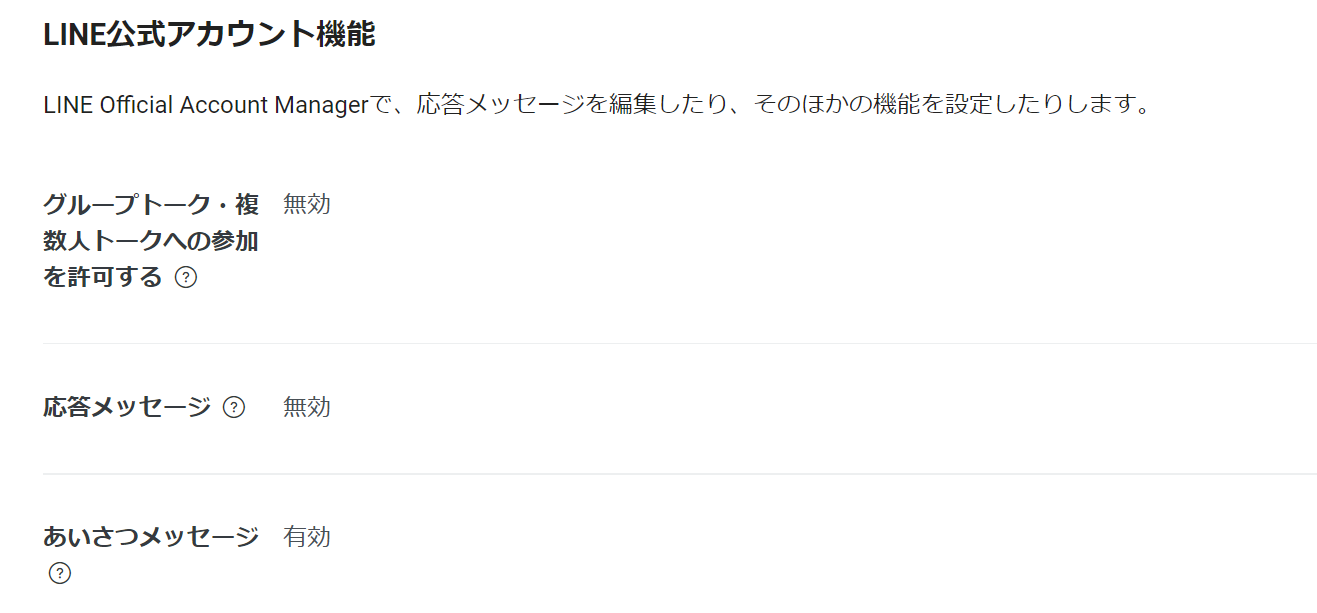 LINE公式アカウント機能
LINE Official Account Managerで、応答メッセージを編集したり、そのほかの機能を設定したりします。
グループトーク・複 無効
数人トークへの参加
を許可する ?
応答メッセージ ? 無効
あいさつメッセージ 有効
?